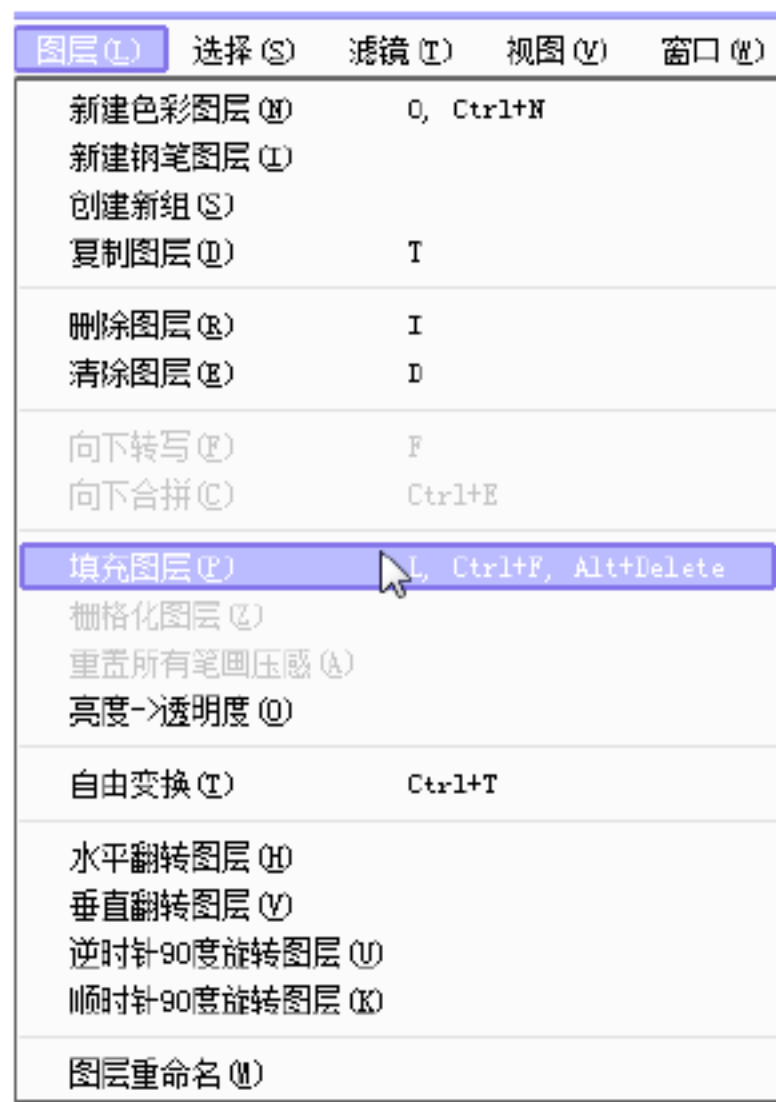 图层(L) 选择(S) 滤镜(T) 视图(V) 窗口(W)
新建色彩图层(N) O, Ctrl+N
新建钢笔图层(I)
创建新组(S)
复制图层(D) T
删除图层(R) I
清除图层(E) D
向下转写(F) F
向下合拼(C) Ctrl+E
填充图层(P) L, Ctrl+F, Alt+Delete
栅格化图层(Z)
重置所有笔画压感(A)
亮度->透明度(O)
自由变换(T) Ctrl+T
水平翻转图层(H)
垂直翻转图层(V)
逆时针90度旋转图层(U)
顺时针90度旋转图层(K)
图层重命名(M)